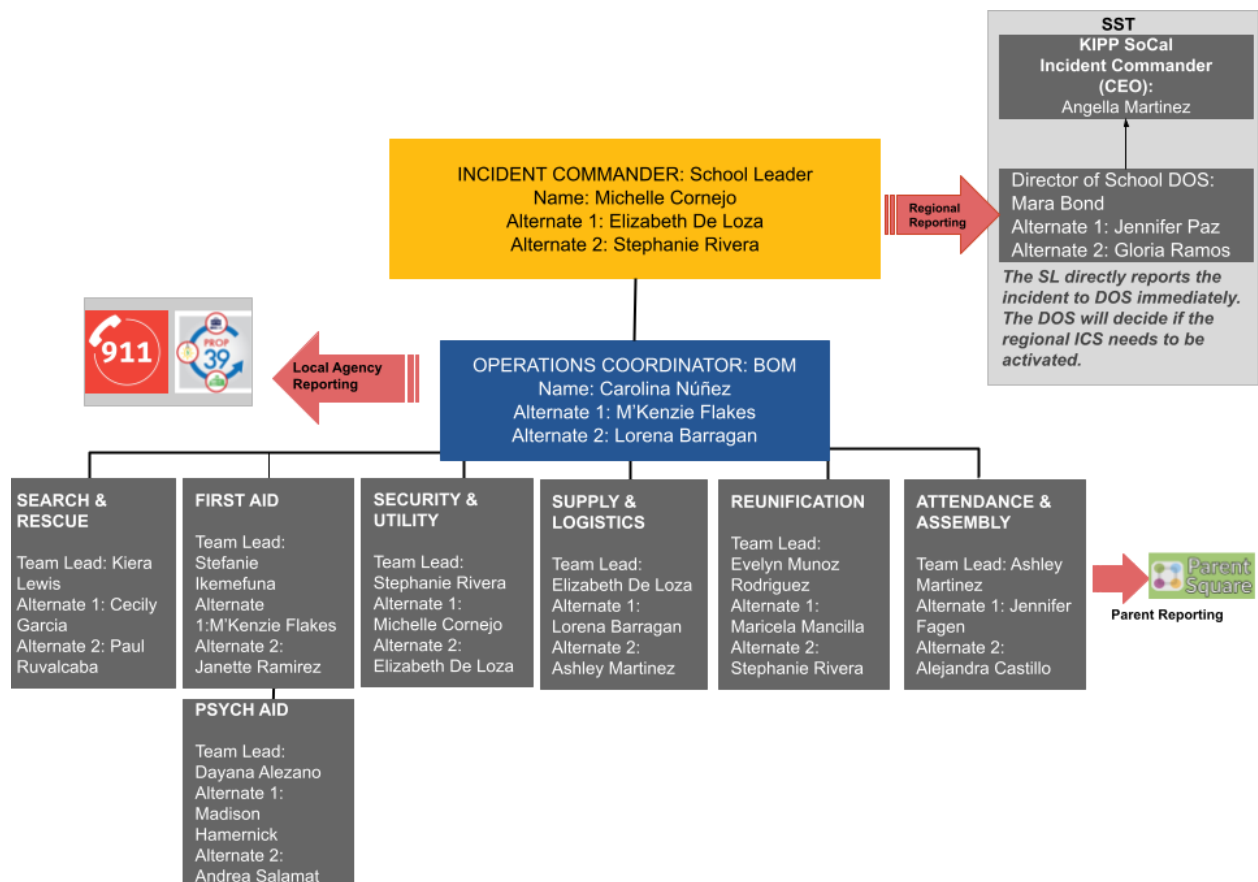 SST
KIPP SoCal
Incident Commander
(CEO):
Angella Martinez
INCIDENT COMMANDER: School Leader
Name: Michelle Cornejo
Alternate 1: Elizabeth De Loza
Alternate 2: Stephanie Rivera
Regional
Reporting
Director of School DOS:
Mara Bond
Alternate 1: Jennifer Paz
Alternate 2: Gloria Ramos
The SL directly reports the
incident to DOS immediately.
The DOS will decide if the
regional ICS needs to be
activated.
911
PROP
39
Local Agency
Reporting
OPERATIONS COORDINATOR: BOM
Name: Carolina Núñez
Alternate 1: M'Kenzie Flakes
Alternate 2: Lorena Barragan
SEARCH &
RESCUE
Team Lead: Kiera
Lewis
Alternate 1: Cecily
Garcia
Alternate 2: Paul
Ruvalcaba
FIRST AID
Team Lead:
Stefanie
Ikemefuna
Alternate
1:M'Kenzie Flakes
Alternate 2:
Janette Ramirez
SECURITY &
UTILITY
Team Lead:
Stephanie Rivera
Alternate 1:
Michelle Cornejo
Alternate 2:
Elizabeth De Loza
SUPPLY &
LOGISTICS
Team Lead:
Elizabeth De Loza
Alternate 1:
Lorena Barragan
Alternate 2:
Ashley Martinez
REUNIFICATION
Team Lead:
Evelyn Munoz
Rodriguez
Alternate 1:
Maricela Mancilla
Alternate 2:
Stephanie Rivera
ATTENDANCE &
ASSEMBLY
Team Lead: Ashley
Martinez
Alternate 1: Jennifer
Fagen
Alternate 2:
Alejandra Castillo
Parent
Square
Parent Reporting
PSYCH AID
Team Lead:
Dayana Alezano
Alternate 1:
Madison
Hamernick
Alternate 2:
Andrea Salamat